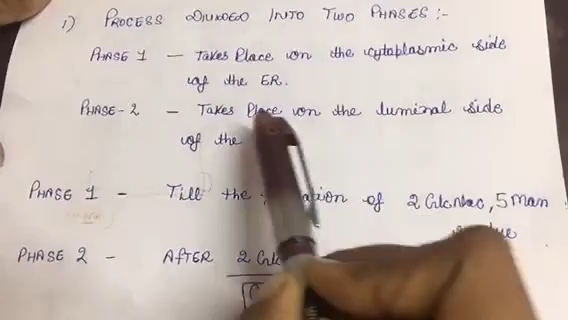 i) PROCESS DIVIDED INTO TWO PHASES :-
PHASE 1 - Takes Place on the cytoplasmic side
of the ER.
PHASE-2 - Takes Place on the luminal side
of the
PHASE 1 - Till the of 2 GlcNac, 5 Man
PHASE 2 - AFTER 2